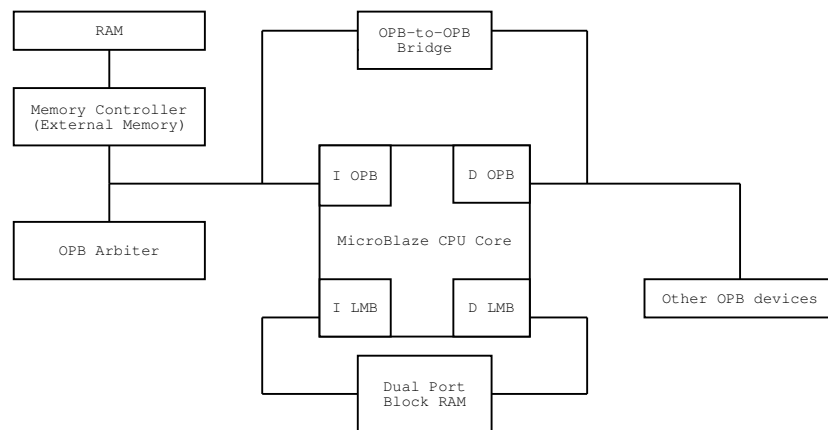 RAM
OPB-to-OPB
Bridge
Memory Controller
(External Memory)
I OPB
D OPB
OPB Arbiter
MicroBlaze CPU Core
I LMB
D LMB
Other OPB devices
Dual Port
Block RAM